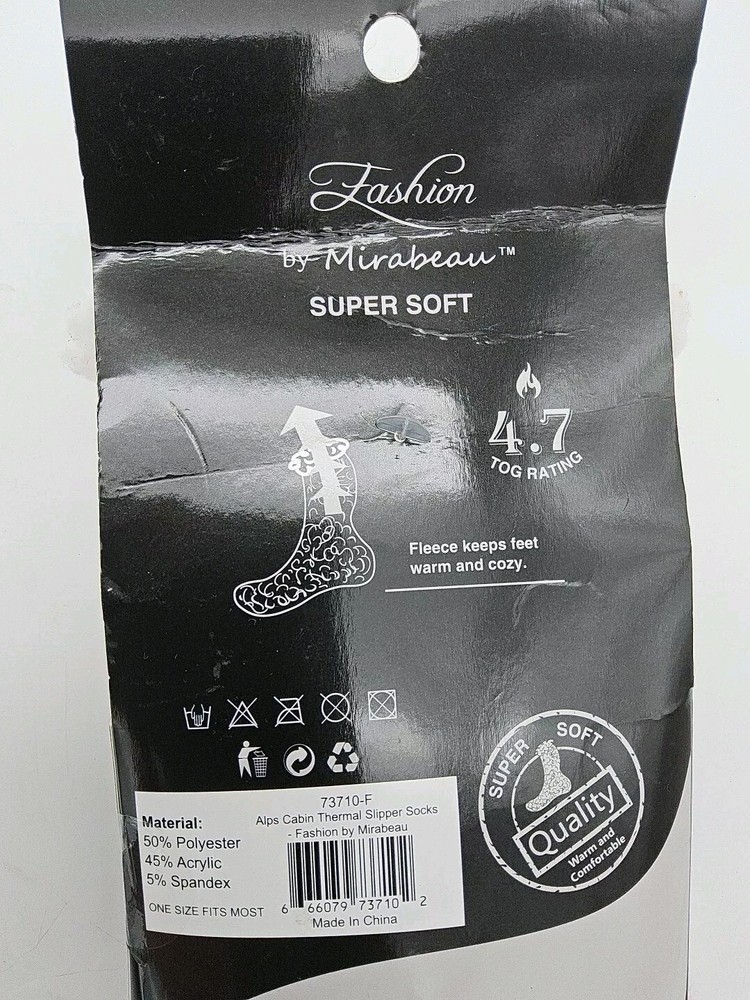 Fashion
by Mirabeau™
SUPER SOFT
4.7
TOG RATING
Fleece keeps feet
warm and cozy.
SUPER SOFT
Quality
Warm and
Comfortable
73710-F
Alps Cabin Thermal Slipper Socks
- Fashion by Mirabeau
Material:
50% Polyester
45% Acrylic
5% Spandex
ONE SIZE FITS MOST
6 66079 73710 2
Made In China